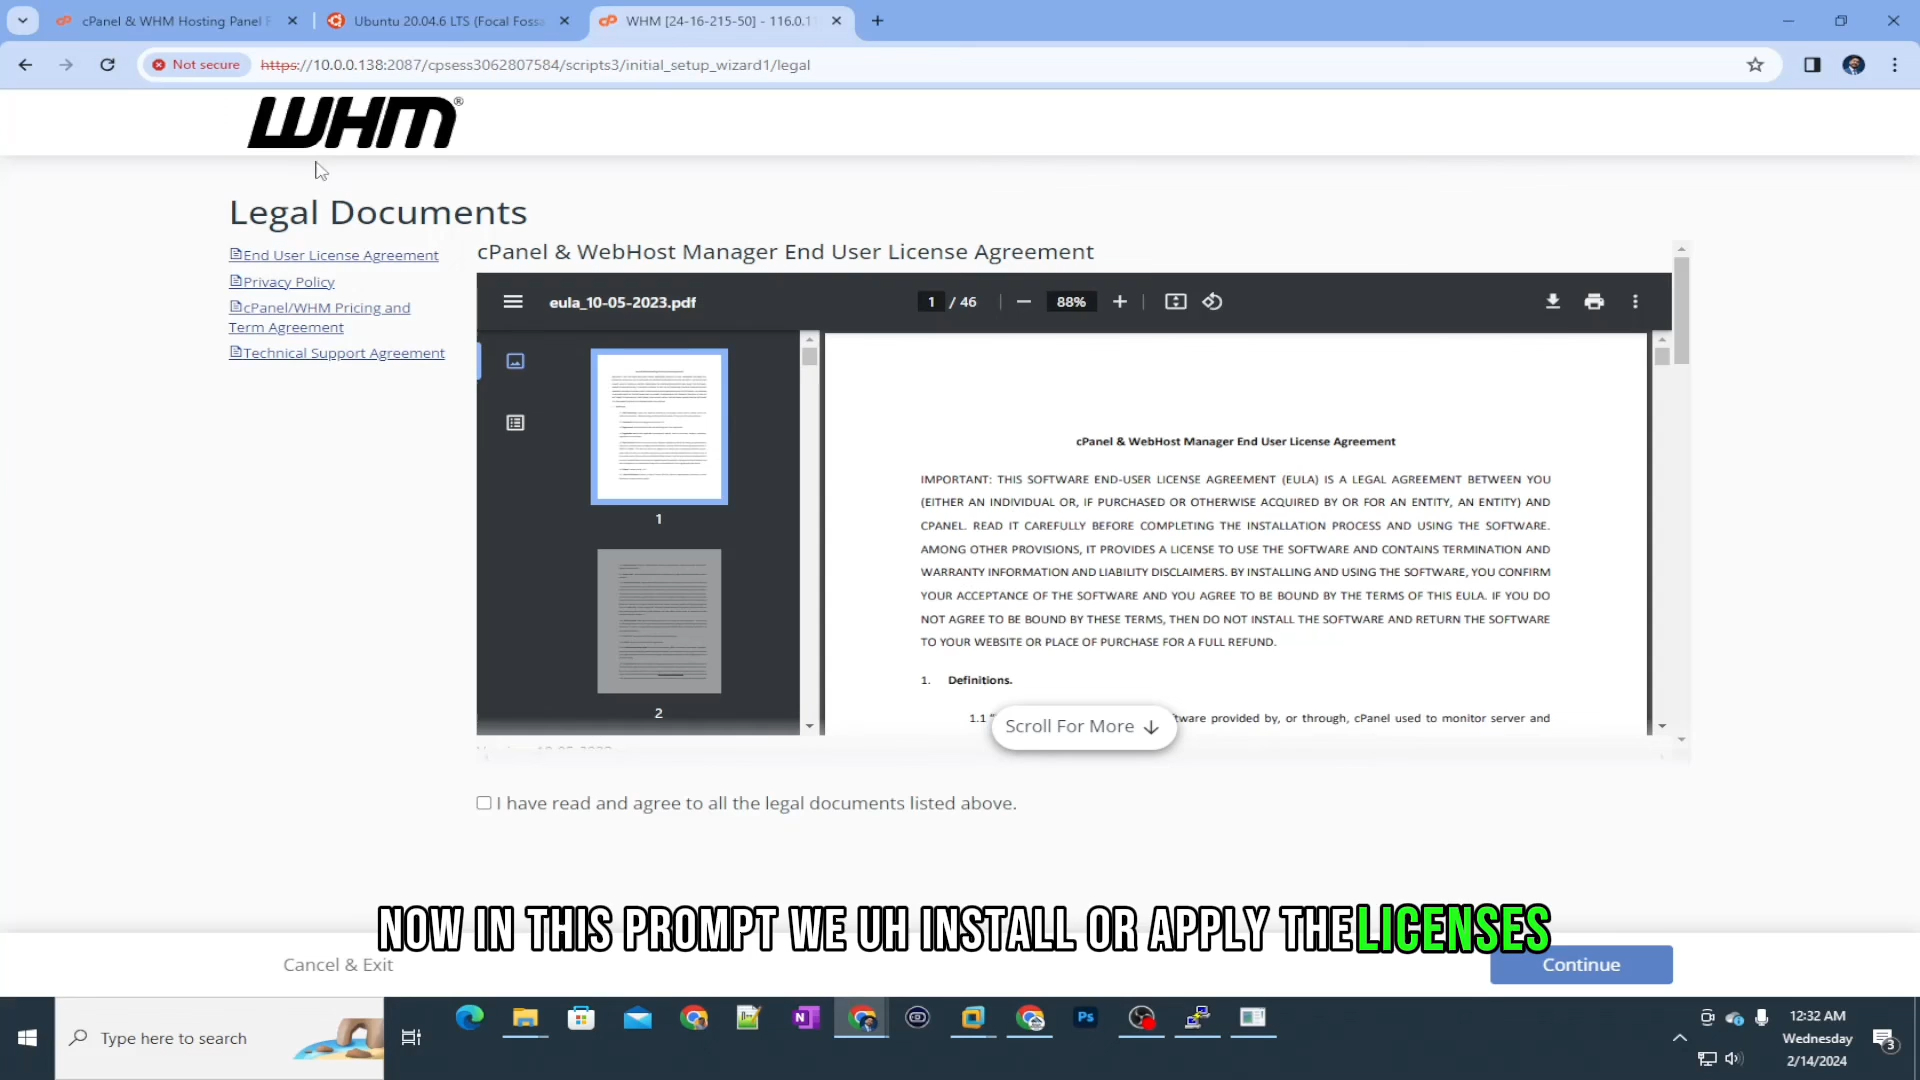 cPanel & WHM Hosting Panel F
Ubuntu 20.04.6 LTS (Focal Fossa
WHM [24-16-215-50] - 116.0.1
Not secure
https://10.0.0.138:2087/cpsess3062807584/scripts3/initial_setup_wizard1/legal
WHM®
Legal Documents
End User License Agreement
Privacy Policy
cPanel/WHM Pricing and
Term Agreement
Technical Support Agreement
cPanel & WebHost Manager End User License Agreement
eula_10-05-2023.pdf
1 / 46
88%
1
2
cPanel & WebHost Manager End User License Agreement
IMPORTANT: THIS SOFTWARE END-USER LICENSE AGREEMENT (EULA) IS A LEGAL AGREEMENT BETWEEN YOU
(EITHER AN INDIVIDUAL OR, IF PURCHASED OR OTHERWISE ACQUIRED BY OR FOR AN ENTITY, AN ENTITY) AND
CPANEL. READ IT CAREFULLY BEFORE COMPLETING THE INSTALLATION PROCESS AND USING THE SOFTWARE.
AMONG OTHER PROVISIONS, IT PROVIDES A LICENSE TO USE THE SOFTWARE AND CONTAINS TERMINATION AND
WARRANTY INFORMATION AND LIABILITY DISCLAIMERS. BY INSTALLING AND USING THE SOFTWARE, YOU CONFIRM
YOUR ACCEPTANCE OF THE SOFTWARE AND YOU AGREE TO BE BOUND BY THE TERMS OF THIS EULA. IF YOU DO
NOT AGREE TO BE BOUND BY THESE TERMS, THEN DO NOT INSTALL THE SOFTWARE AND RETURN THE SOFTWARE
TO YOUR WEBSITE OR PLACE OF PURCHASE FOR A FULL REFUND.
1. Definitions.
1.1 tware provided by, or through, cPanel used to monitor server and
Scroll For More
I have read and agree to all the legal documents listed above.
NOW IN THIS PROMPT WE UH INSTALL OR APPLY THE LICENSES
Cancel & Exit
Continue
Type here to search
12:32 AM
Wednesday
2/14/2024
3